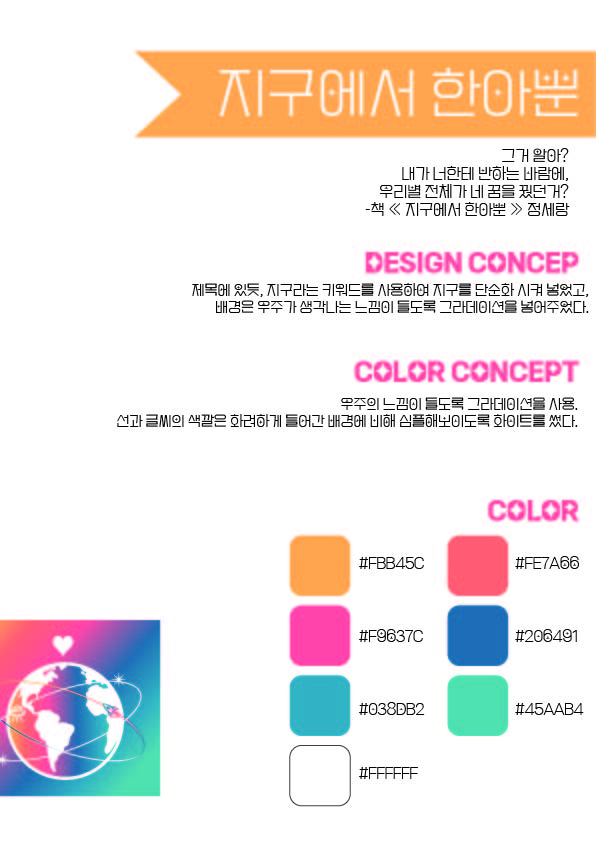 지구에서 한아뿐
그거 알아?
내가 너한테 반하는 바람에,
우리별 전체가 네 꿈을 꿨던거?
-책 ≪ 지구에서 한아뿐 ≫ 정세랑
DESIGN CONCEP
제목에 있듯, 지구라는 키워드를 사용하여 지구를 단순화 시켜 넣었고,
배경은 우주가 생각나는 느낌이 들도록 그라데이션을 넣어주었다.
COLOR CONCEPT
우주의 느낌이 들도록 그라데이션을 사용.
선과 글씨의 색깔은 화려하게 들어간 배경에 비해 심플해보이도록 화이트를 썼다.
COLOR
#FBB45C
#FE7A66
#F9637C
#206491
#038DB2
#45AAB4
#FFFFFF